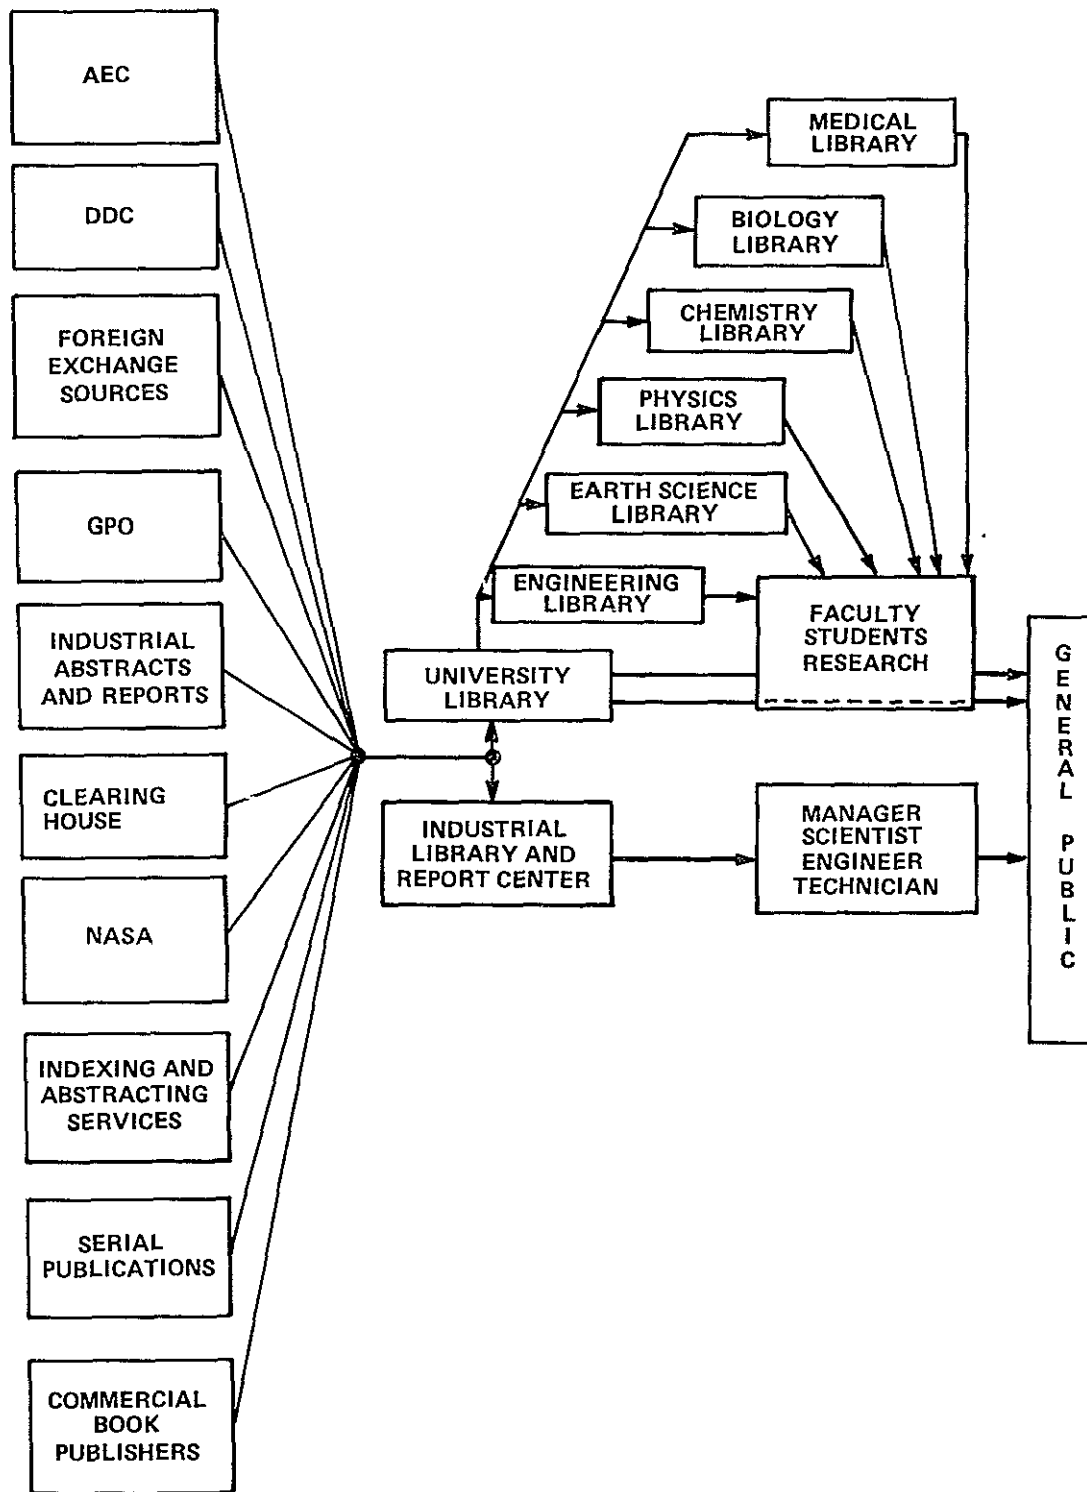 AEC
DDC
FOREIGN
EXCHANGE
SOURCES
GPO
INDUSTRIAL
ABSTRACTS
AND REPORTS
CLEARING
HOUSE
NASA
INDEXING AND
ABSTRACTING
SERVICES
SERIAL
PUBLICATIONS
COMMERCIAL
BOOK
PUBLISHERS
MEDICAL
LIBRARY
BIOLOGY
LIBRARY
CHEMISTRY
LIBRARY
PHYSICS
LIBRARY
EARTH SCIENCE
LIBRARY
ENGINEERING
LIBRARY
UNIVERSITY
LIBRARY
INDUSTRIAL
LIBRARY AND
REPORT CENTER
FACULTY
STUDENTS
RESEARCH
MANAGER
SCIENTIST
ENGINEER
TECHNICIAN
GENERAL PUBLIC